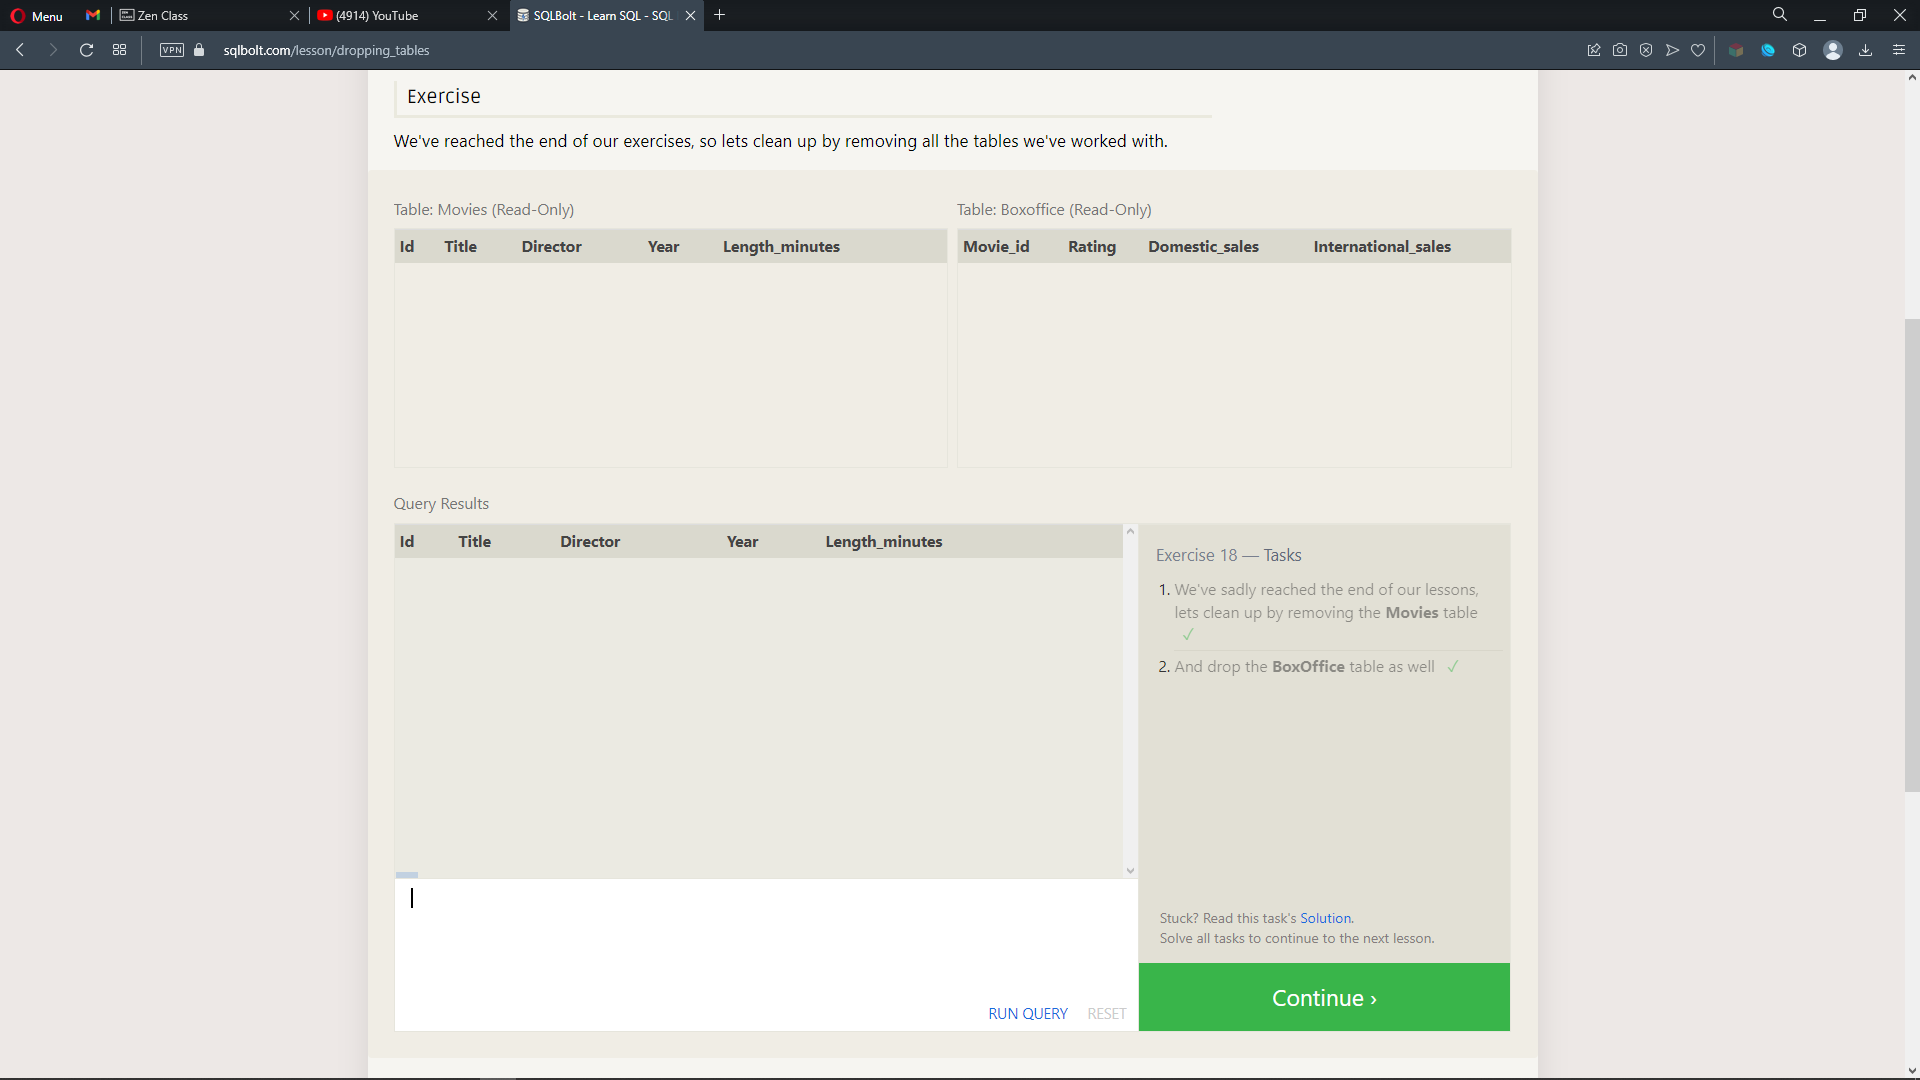 Menu
Zen Class
(4914) YouTube
SQLBolt - Learn SQL - SQL
VPN
sqlbolt.com/lesson/dropping_tables
Exercise
We've reached the end of our exercises, so lets clean up by removing all the tables we've worked with.
Table: Movies (Read-Only)
Table: Boxoffice (Read-Only)
Id Title Director Year Length_minutes
Movie_id Rating Domestic_sales International_sales
Query Results
Id Title Director Year Length_minutes
Exercise 18 — Tasks
1. We've sadly reached the end of our lessons,
lets clean up by removing the Movies table
✓
2. And drop the BoxOffice table as well ✓
Stuck? Read this task's Solution.
Solve all tasks to continue to the next lesson.
RUN QUERY RESET
Continue ›